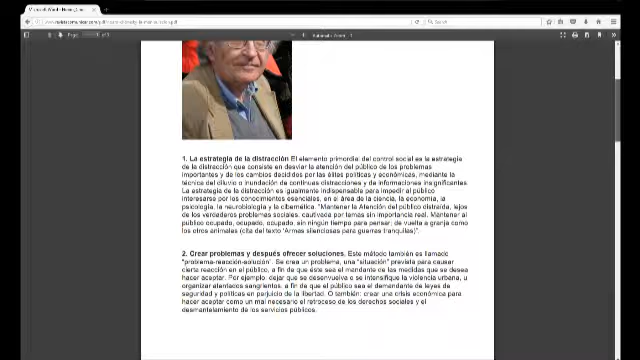 1. La estrategia de la distracción El elemento primordial del control social es la estrategia
de la distracción que consiste en desviar la atención del público de los problemas
importantes y de los cambios decididos por las élites políticas y económicas, mediante la
técnica del diluvio o inundación de continuas distracciones y de informaciones insignificantes.
La estrategia de la distracción es igualmente indispensable para impedir al público
interesarse por los conocimientos esenciales, en el área de la ciencia, la economía, la
psicología, la neurobiología y la cibernética. "Mantener la Atención del público distraída, lejos
de los verdaderos problemas sociales, cautivada por temas sin importancia real. Mantener al
público ocupado, ocupado, ocupado, sin ningún tiempo para pensar; de vuelta a granja como
los otros animales (cita del texto 'Armas silenciosas para guerras tranquilas)".
2. Crear problemas y después ofrecer soluciones. Este método también es llamado
"problema-reacción-solución". Se crea un problema, una "situación" prevista para causar
cierta reacción en el público, a fin de que éste sea el mandante de las medidas que se desea
hacer aceptar. Por ejemplo: dejar que se desenvuelva o se intensifique la violencia urbana, u
organizar atentados sangrientos, a fin de que el público sea el demandante de leyes de
seguridad y políticas en perjuicio de la libertad. O también: crear una crisis económica para
hacer aceptar como un mal necesario el retroceso de los derechos sociales y el
desmantelamiento de los servicios públicos.